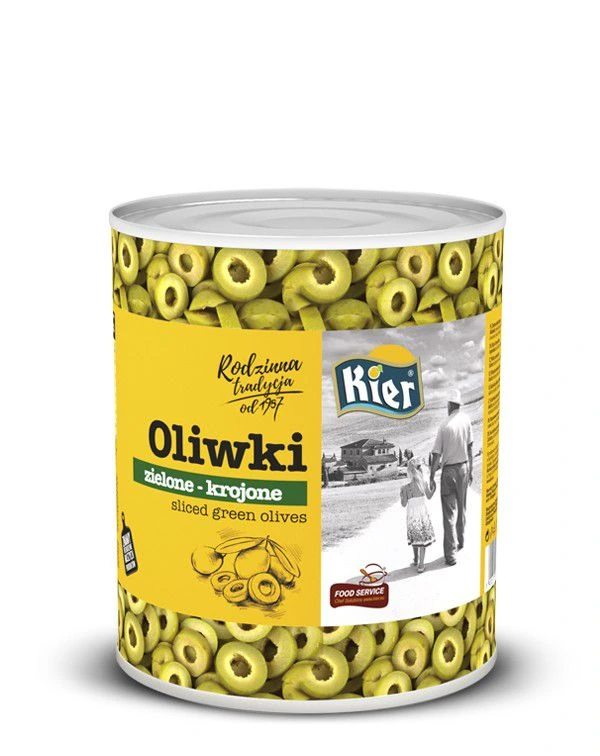 Rodzinna
tradycja
od 1957
Kier®
Oliwki
zielone - krojone
sliced green olives
FOOD SERVICE